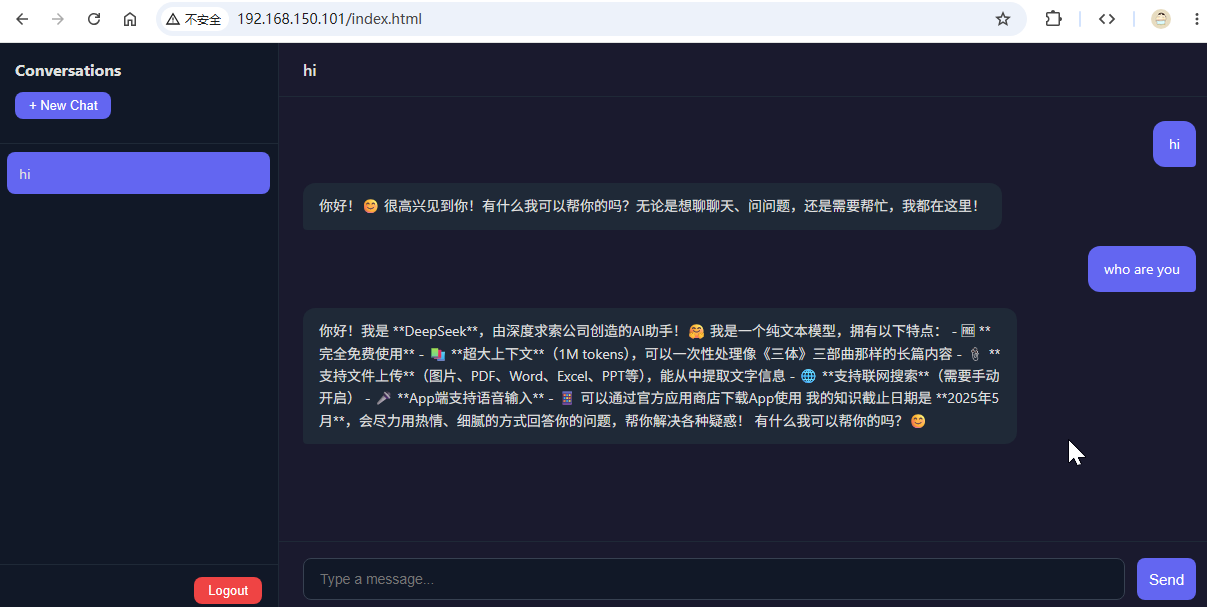 不安全
192.168.150.101/index.html
Conversations
+ New Chat
hi
hi
hi
你好！😊 很高兴见到你！有什么我可以帮你的吗？无论是想聊聊天、问问题，还是需要帮忙，我都在这里！
who are you
你好！我是 **DeepSeek**，由深度求索公司创造的AI助手！🤗 我是一个纯文本模型，拥有以下特点： - 🆓 **
完全免费使用** - 📚 **超大上下文**（1M tokens），可以一次性处理像《三体》三部曲那样的长篇内容 - 📎 **
支持文件上传**（图片、PDF、Word、Excel、PPT等），能从中提取文字信息 - 🌐 **支持联网搜索**（需要手动
开启） - 🎤 **App端支持语音输入** - 📱 可以通过官方应用商店下载App使用 我的知识截止日期是 **2025年5
月**，会尽力用热情、细腻的方式回答你的问题，帮你解决各种疑惑！ 有什么我可以帮你的吗？😊
Type a message...
Send
Logout